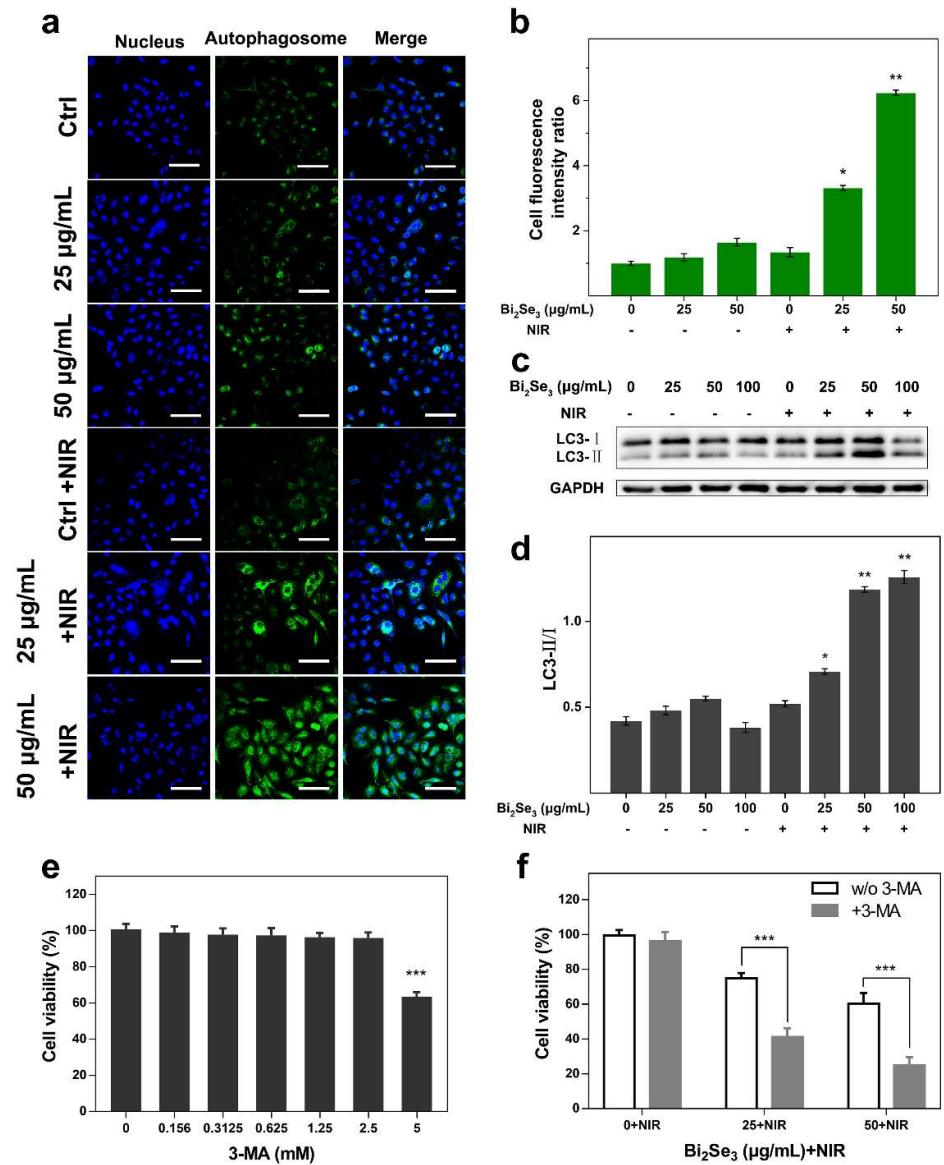 a
Nucleus Autophagosome Merge
Ctrl
25 μg/mL
50 μg/mL
Ctrl +NIR
25 μg/mL
+NIR
50 μg/mL
+NIR
b
Cell fluorescence
intensity ratio
6
4
2
** 
*
Bi2Se3 (μg/mL) 0 25 50 0 25 50
NIR - - - + + +
c
Bi2Se3 (μg/mL) 0 25 50 100 0 25 50 100
NIR - - - - + + + +
LC3- Ⅰ
LC3- Ⅱ
GAPDH
d
LC3-Ⅱ/Ⅰ
1.0
0.5
*
**
**
Bi2Se3 (μg/mL) 0 25 50 100 0 25 50 100
NIR - - - - + + + +
e
Cell viability (%)
120
100
80
60
40
20
0
***
0 0.156 0.3125 0.625 1.25 2.5 5
3-MA (mM)
f
Cell viability (%)
120
100
80
60
40
20
0
w/o 3-MA
+3-MA
***
***
0+NIR 25+NIR 50+NIR
Bi2Se3 (μg/mL)+NIR